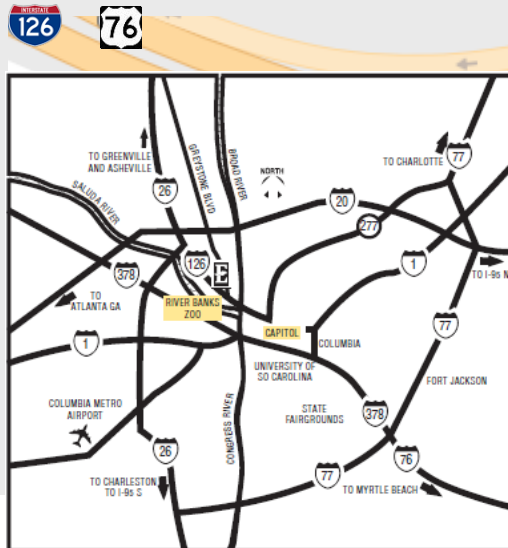 INTERSTATE
126
76
TO GREENVILLE
AND ASHEVILLE
26
GREYSTONE BLVD
BROAD RIVER
NORTH
TO CHARLOTTE
77
SALUDA RIVER
20
277
126
E
378
1
TO I-95 N
TO
ATLANTA GA
RIVER BANKS
ZOO
CAPITOL
COLUMBIA
77
1
UNIVERSITY OF
SO CAROLINA
FORT JACKSON
COLUMBIA METRO
AIRPORT
CONGRESS RIVER
STATE
FAIRGROUNDS
378
26
76
TO CHARLESTON
TO I-95 S
77
TO MYRTLE BEACH